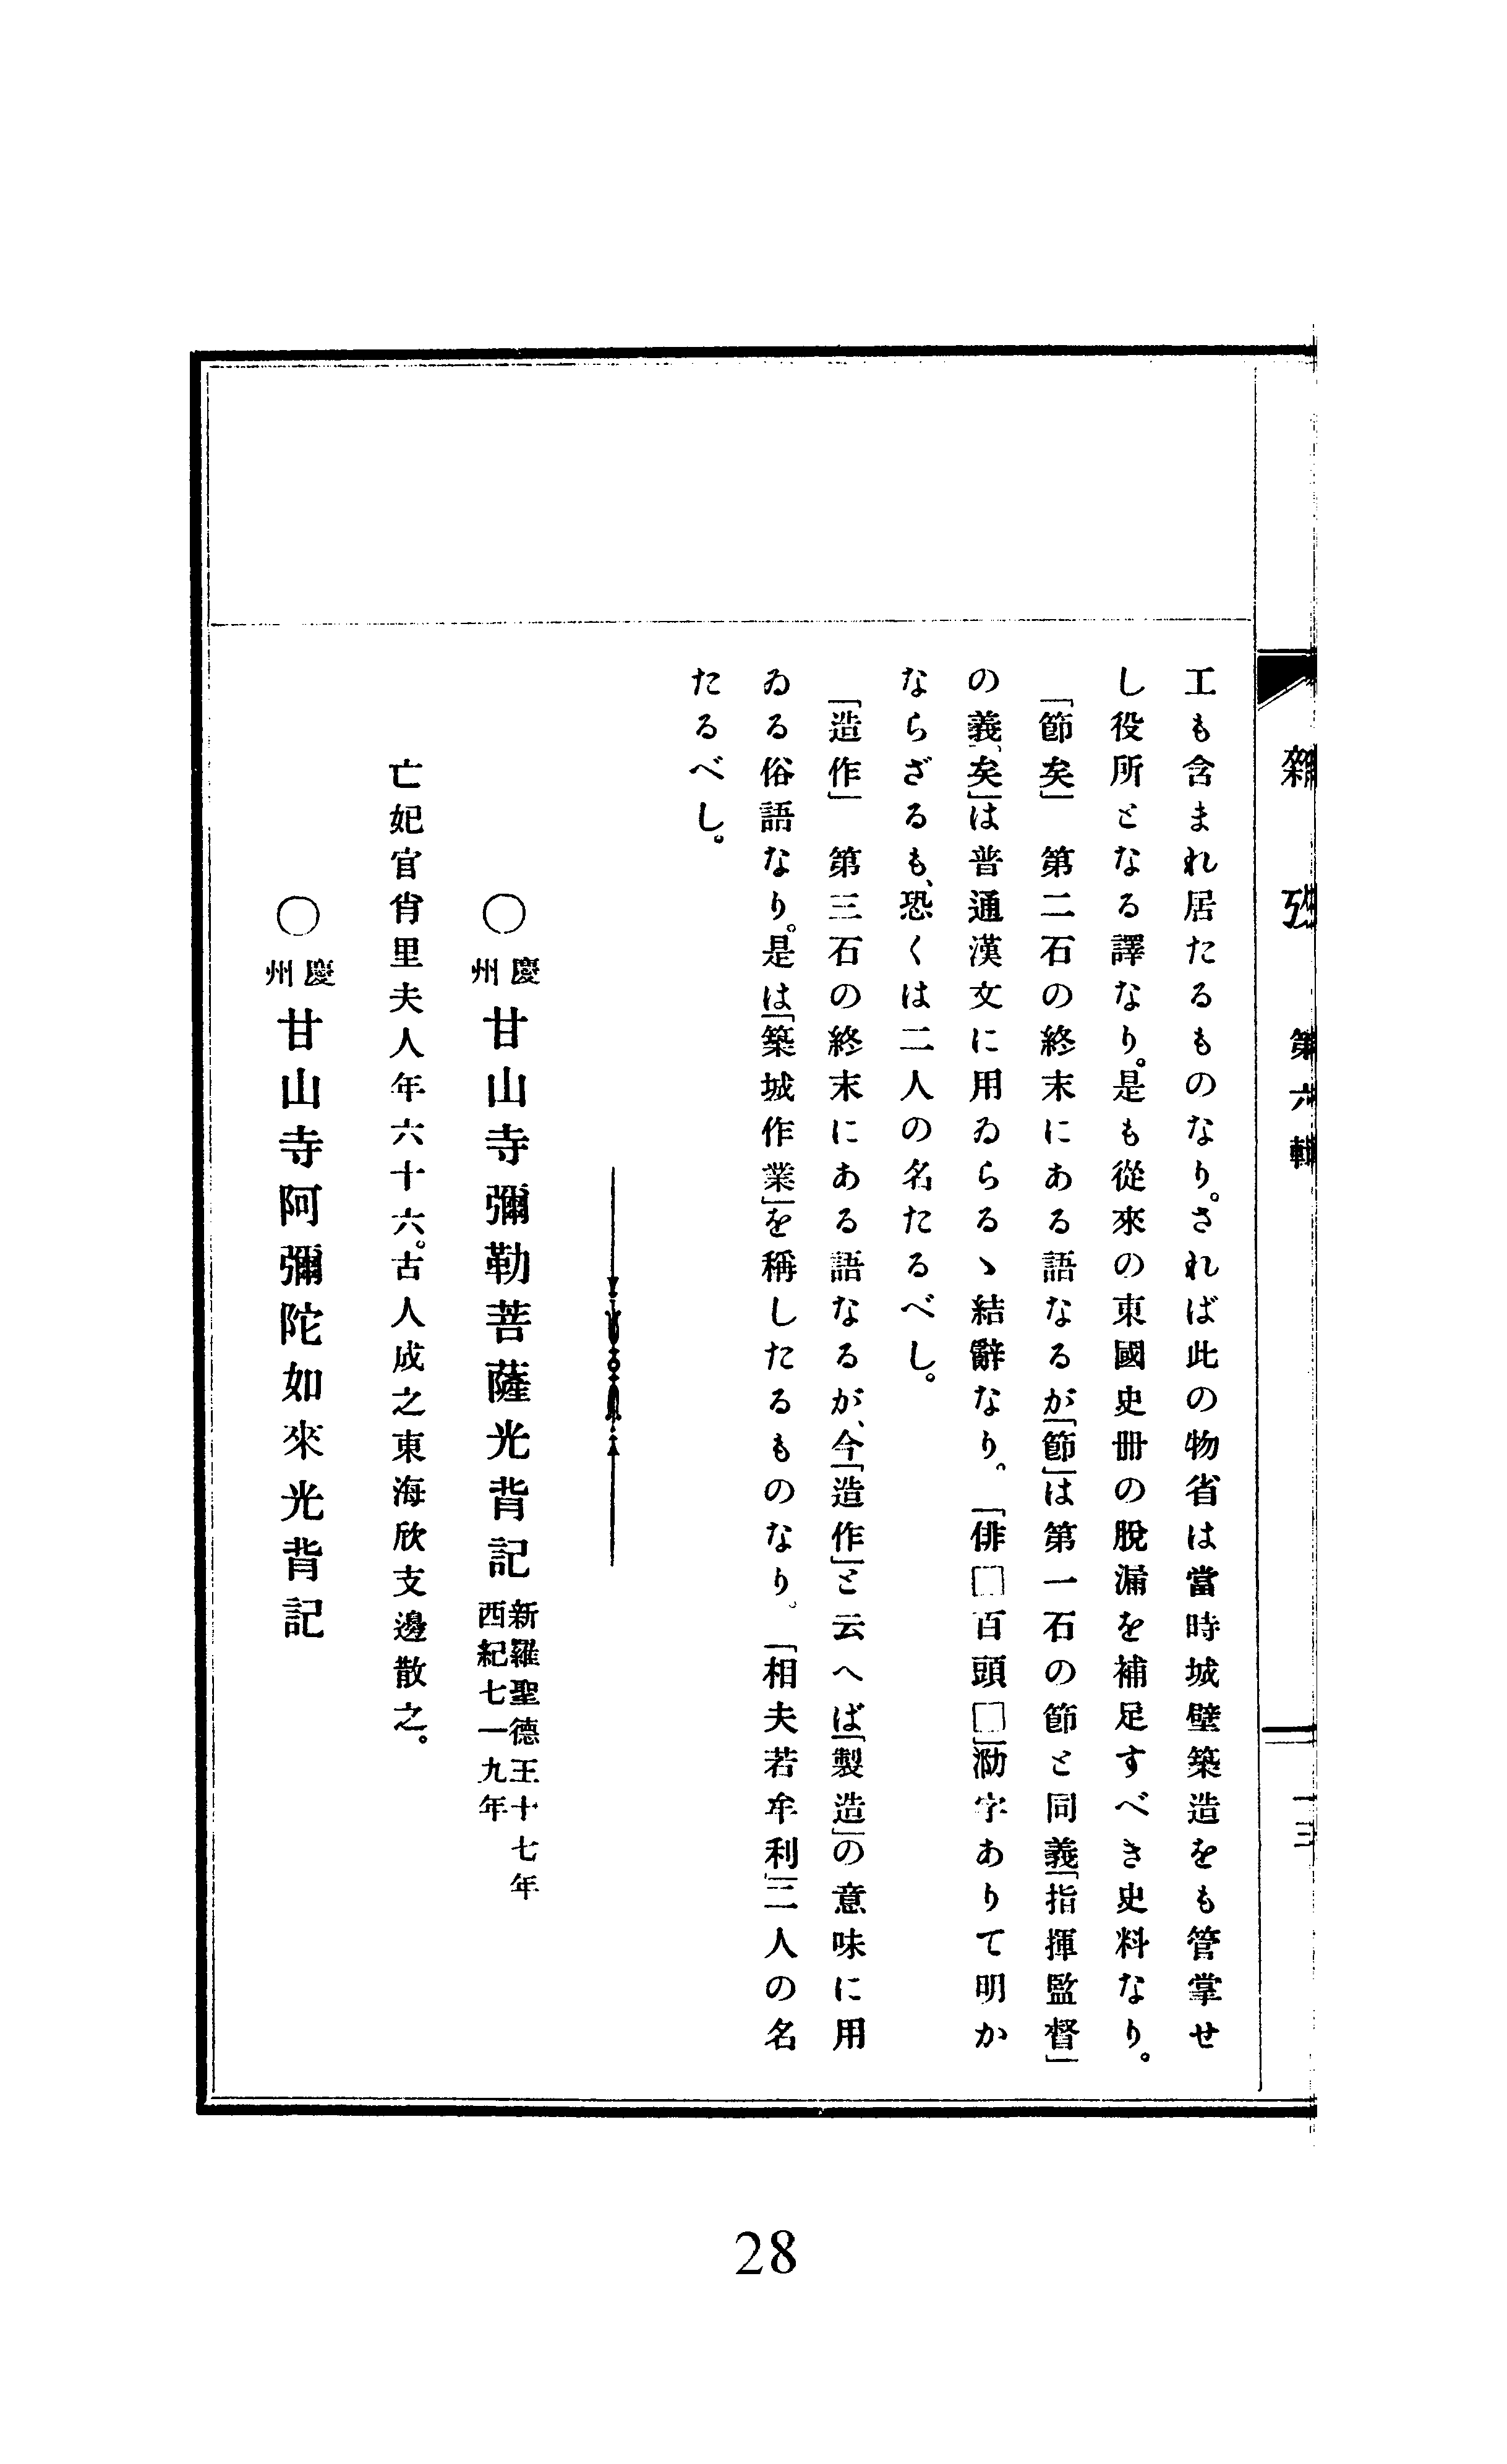 雜攷 第六輯 一三
工も含まれ居たるものなり。されば此の物省は當時城壁築造をも管掌せ
し役所となる譯なり。是も從來の東國史册の脫漏を補足すべき史料なり。
「節矣」 第二石の終末にある語なるが「節」は第一石の節と同義「指揮監督」
の義、「矣」は普通漢文に用ゐらるゝ結辭なり。「俳□百頭□」泐字ありて明か
ならざるも、恐くは二人の名たるべし。
「造作」 第三石の終末にある語なるが、今「造作」と云へば「製造」の意味に用
ゐる俗語なり。是は「築城作業」を稱したるものなり。「相夫若牟利」三人の名
たるべし。
〇慶州甘山寺彌勒菩薩光背記 新羅聖德王十七年 西紀七一九年
亡妃官肖里夫人年六十六。古人成之東海欣支邊散之。
〇慶州甘山寺阿彌陀如來光背記
28